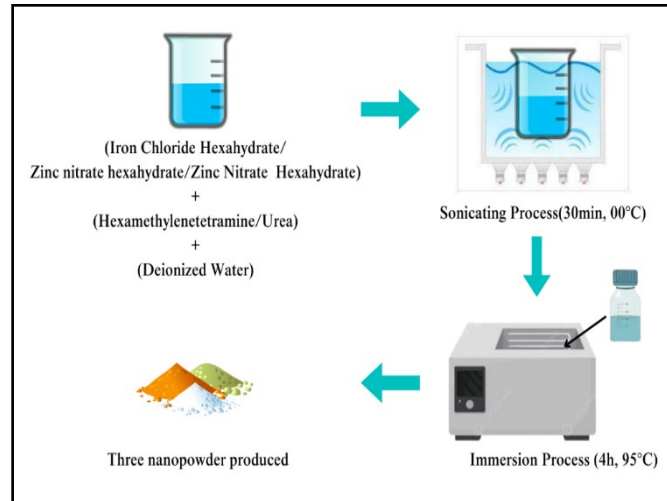 (Iron Chloride Hexahydrate/
Zinc nitrate hexahydrate/Zinc Nitrate Hexahydrate)
+
(Hexamethylenetetramine/Urea)
+
(Deionized Water)
Sonicating Process(30min, 00°C)
Immersion Process (4h, 95°C)
Three nanopowder produced